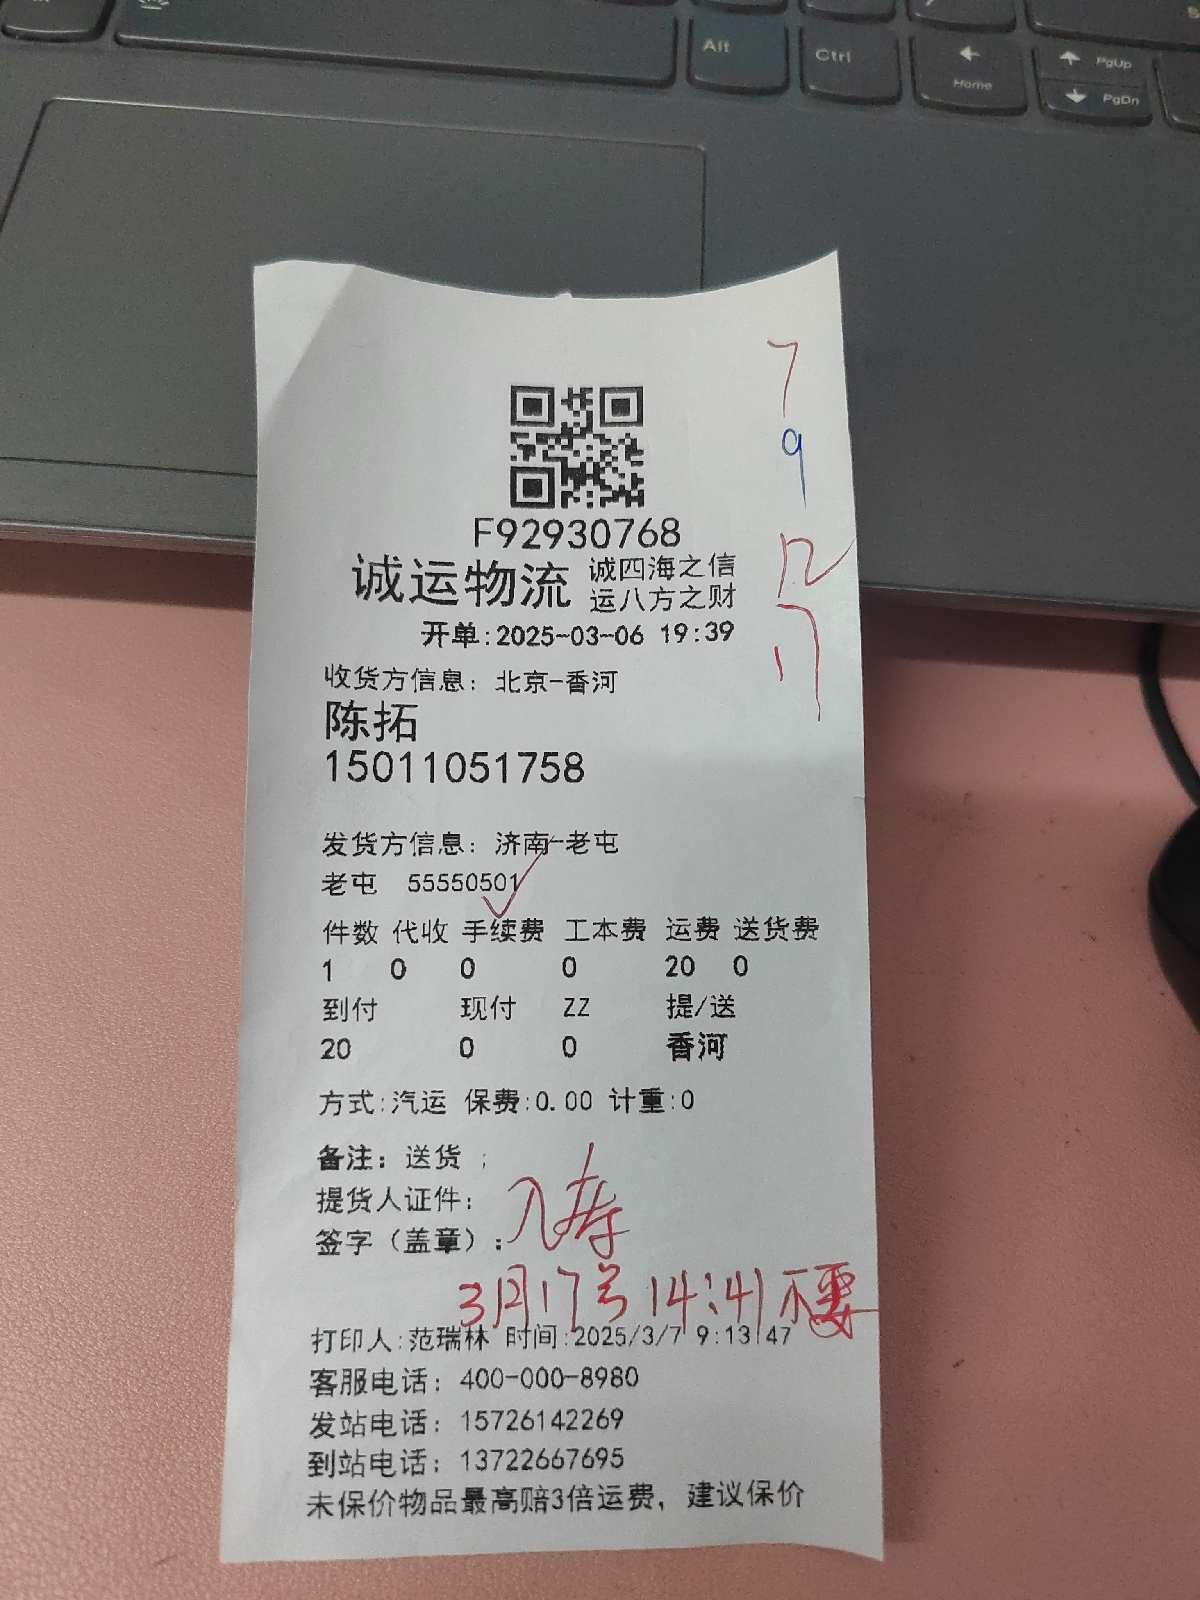 Alt
Ctrl
Home
PgUp
PgDn
7
9
12
17
F92930768
诚运物流 诚四海之信
运八方之财
开单:2025-03-06 19:39
收货方信息: 北京-香河
陈拓
15011051758
发货方信息: 济南-老屯
老屯 55550501
件数 代收 手续费 工本费 运费 送货费
1 0 0 0 20 0
到付 现付 ZZ 提/送
20 0 0 香河
方式:汽运 保费:0.00 计重:0
备注: 送货 ;
提货人证件:
签字（盖章）: 入库
3月17号 14:41 不要
打印人:范瑞林 时间:2025/3/7 9:13:47
客服电话: 400-000-8980
发站电话: 15726142269
到站电话: 13722667695
未保价物品最高赔3倍运费, 建议保价